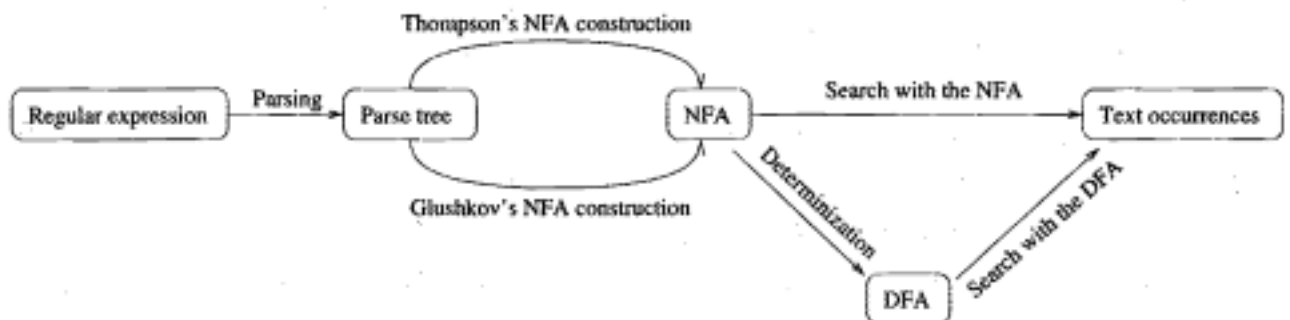 Thompson's NFA construction
Regular expression
Parsing
Parse tree
NFA
Search with the NFA
Text occurrences
Glushkov's NFA construction
Determinization
Search with the DFA
DFA